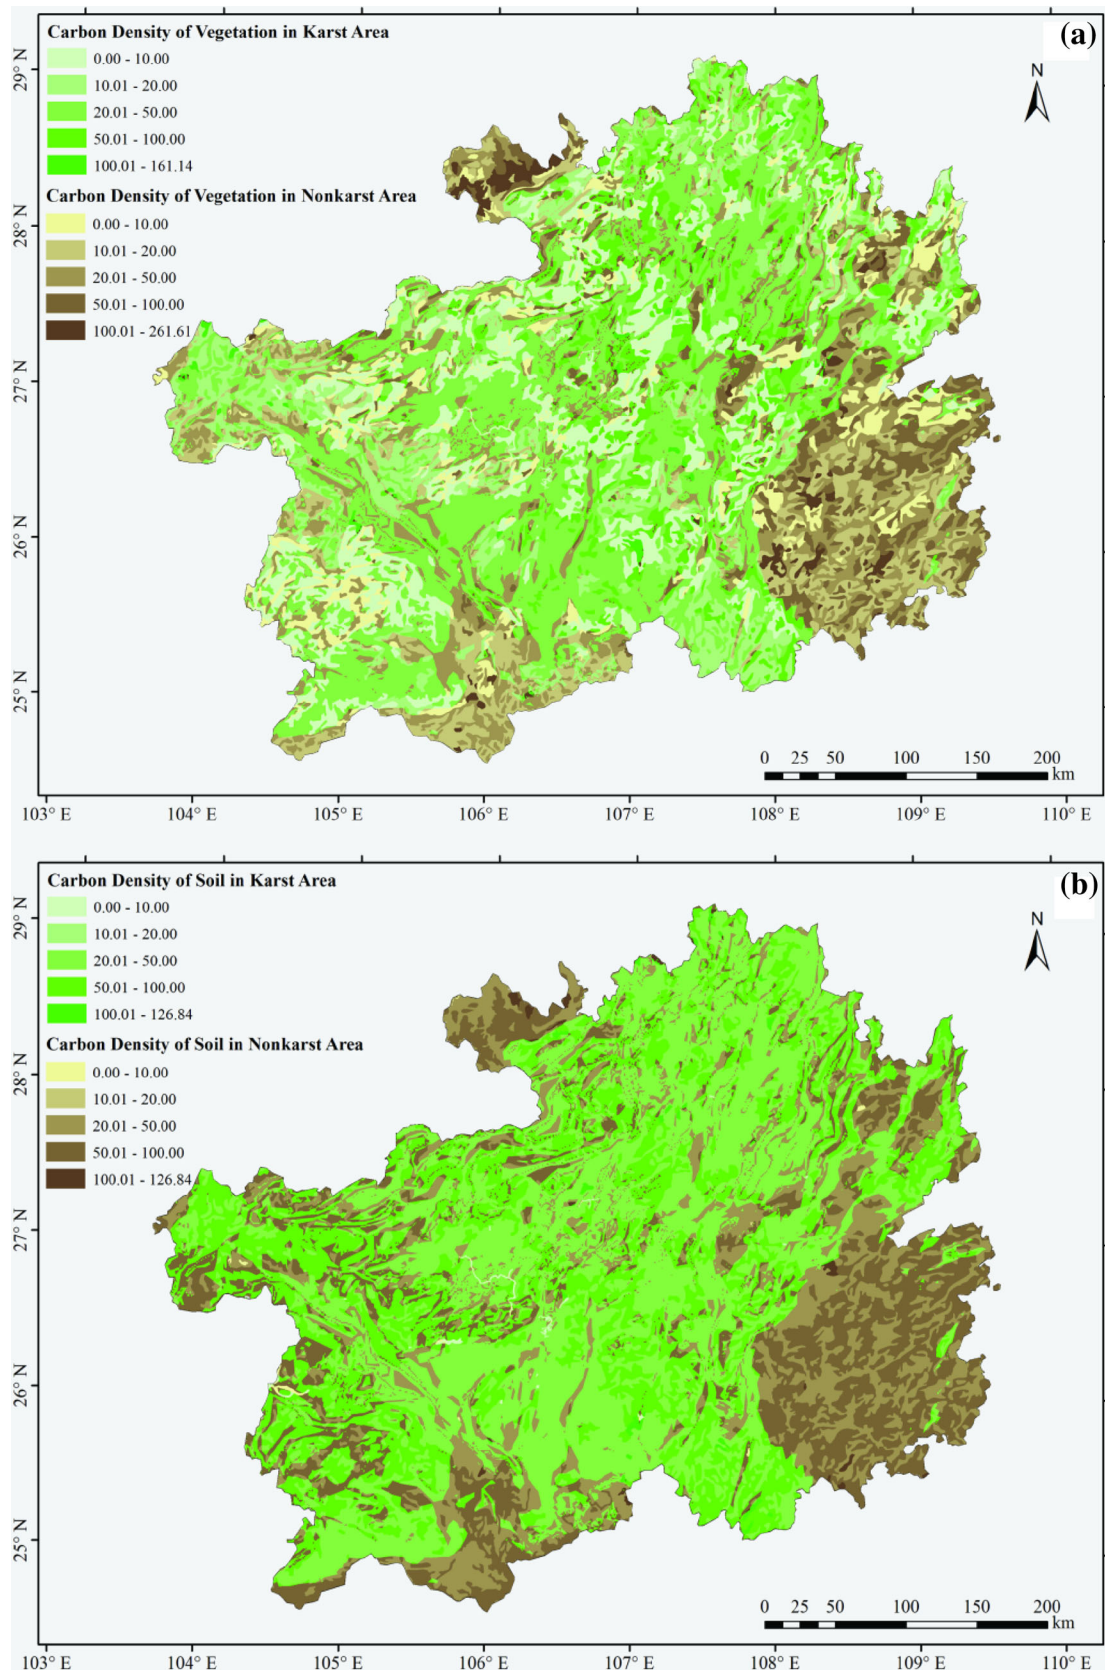 (a)
Carbon Density of Vegetation in Karst Area
0.00 - 10.00
10.01 - 20.00
20.01 - 50.00
50.01 - 100.00
100.01 - 161.14
Carbon Density of Vegetation in Nonkarst Area
0.00 - 10.00
10.01 - 20.00
20.01 - 50.00
50.01 - 100.00
100.01 - 261.61
N
29° N
28° N
27° N
26° N
25° N
0 25 50 100 150 200
km
103° E 104° E 105° E 106° E 107° E 108° E 109° E 110° E
(b)
Carbon Density of Soil in Karst Area
0.00 - 10.00
10.01 - 20.00
20.01 - 50.00
50.01 - 100.00
100.01 - 126.84
Carbon Density of Soil in Nonkarst Area
0.00 - 10.00
10.01 - 20.00
20.01 - 50.00
50.01 - 100.00
100.01 - 126.84
N
29° N
28° N
27° N
26° N
25° N
0 25 50 100 150 200
km
103° E 104° E 105° E 106° E 107° E 108° E 109° E 110° E